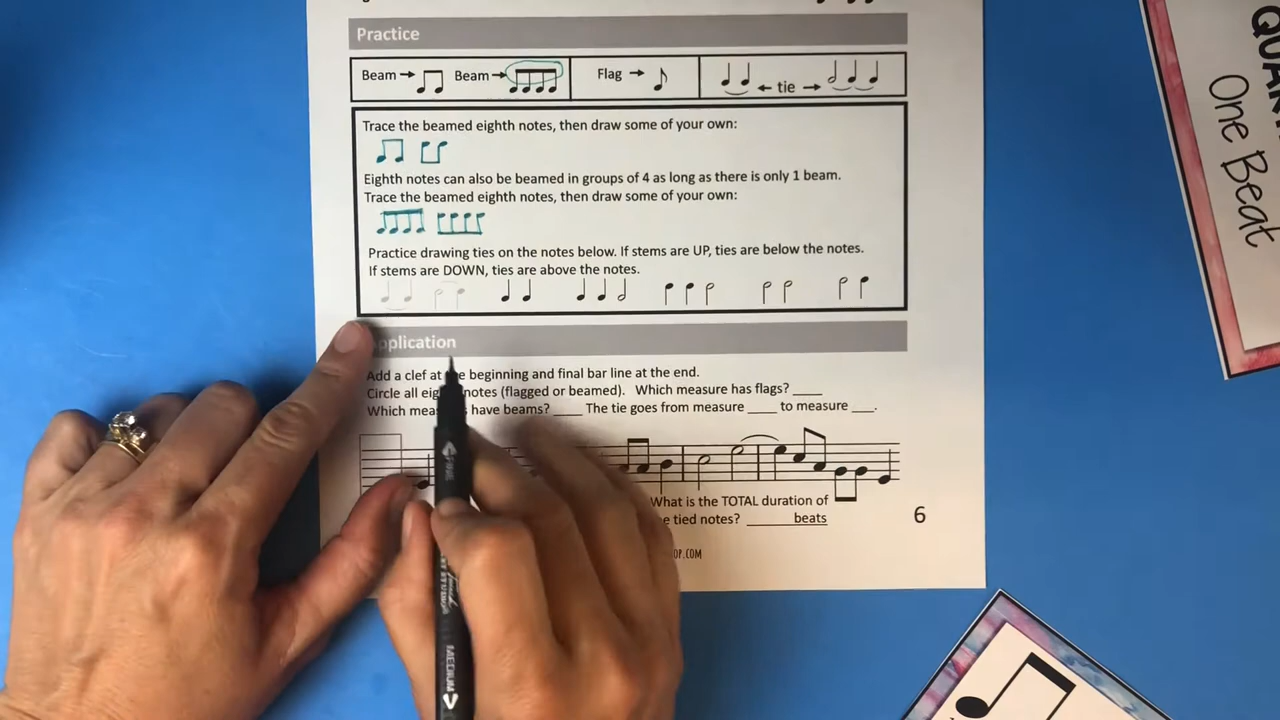 Practice
Beam Beam Flag tie
Trace the beamed eighth notes, then draw some of your own:
Eighth notes can also be beamed in groups of 4 as long as there is only 1 beam.
Trace the beamed eighth notes, then draw some of your own:
Practice drawing ties on the notes below. If stems are UP, ties are below the notes.
If stems are DOWN, ties are above the notes.
plication
Add a clef at beginning and final bar line at the end.
Circle all eig notes (flagged or beamed). Which measure has flags? ____
Which meas have beams? ____ The tie goes from measure ____ to measure ___.
What is the TOTAL duration of
e tied notes? ______ beats
6
OP.COM
One Beat
MEDIUM